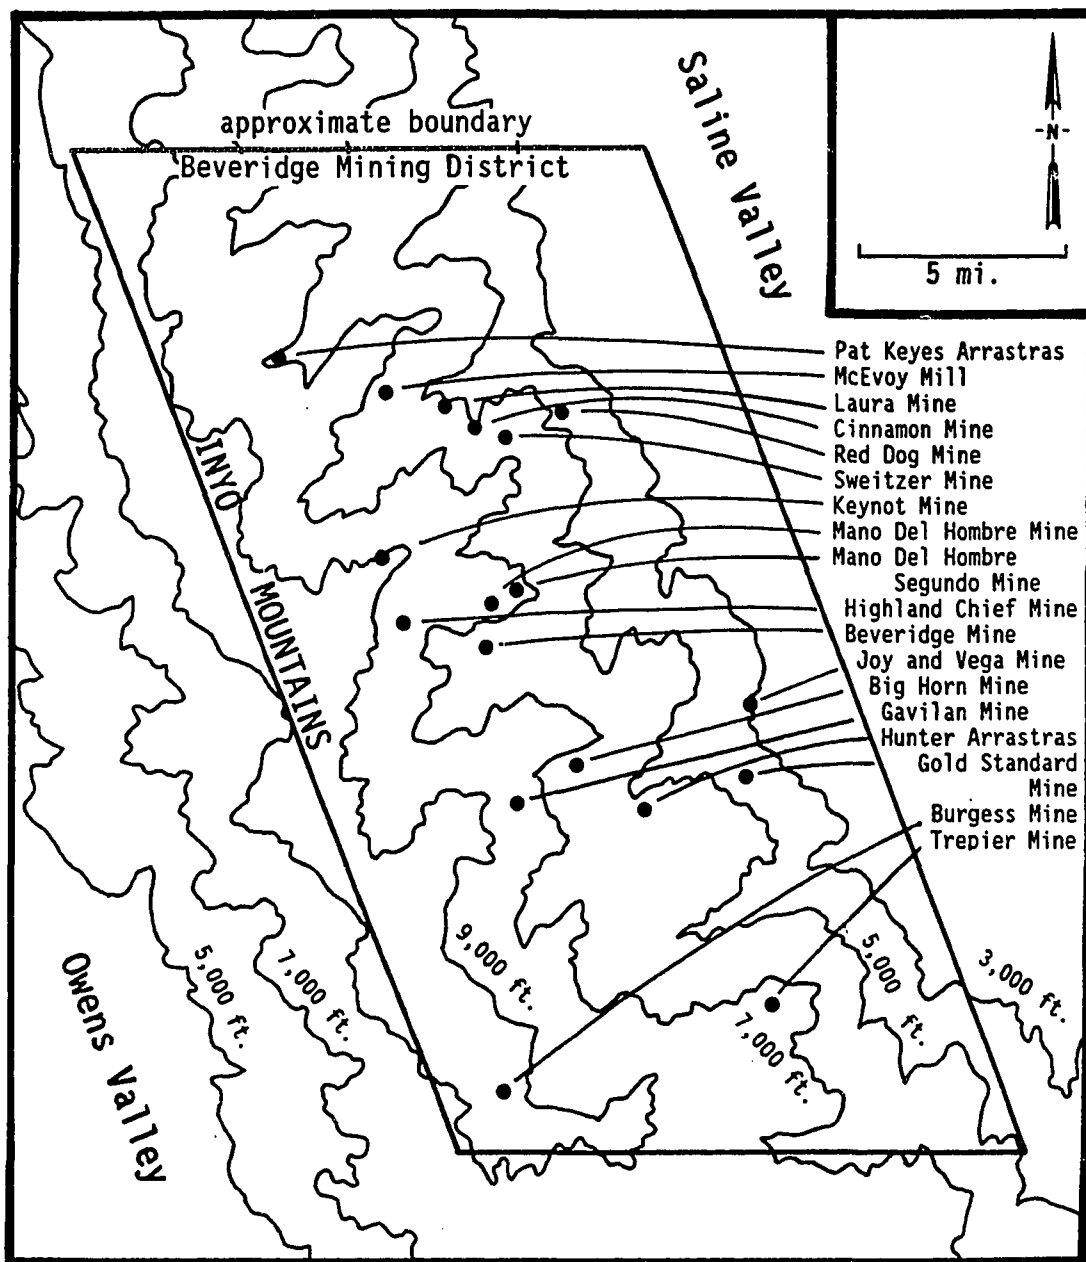 approximate boundary
Beveridge Mining District
Saline Valley
-N-
5 mi.
Pat Keyes Arrastras
McEvoy Mill
Laura Mine
Cinnamon Mine
Red Dog Mine
Sweitzer Mine
Keynot Mine
Mano Del Hombre Mine
Mano Del Hombre
Segundo Mine
Highland Chief Mine
Beveridge Mine
Joy and Vega Mine
Big Horn Mine
Gavilan Mine
Hunter Arrastras
Gold Standard
Mine
Burgess Mine
Trepier Mine
INYO MOUNTAINS
Owens Valley
5,000 ft.
7,000 ft.
9,000 ft.
7,000 ft.
5,000 ft.
3,000 ft.